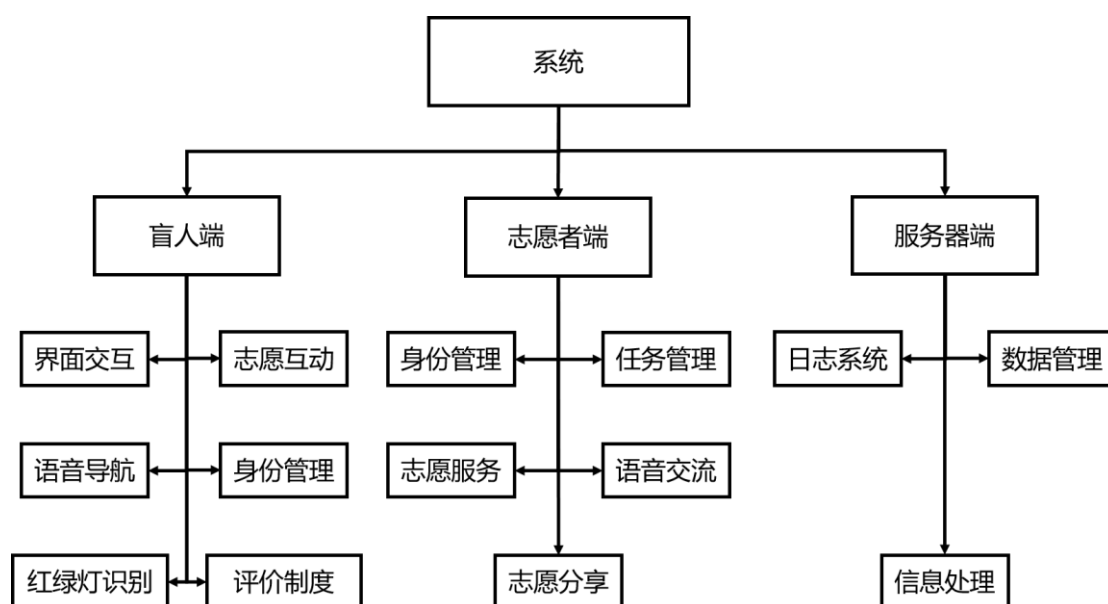 系统
盲人端
志愿者端
服务器端
界面交互
志愿互动
身份管理
任务管理
日志系统
数据管理
语音导航
身份管理
志愿服务
语音交流
红绿灯识别
评价制度
志愿分享
信息处理